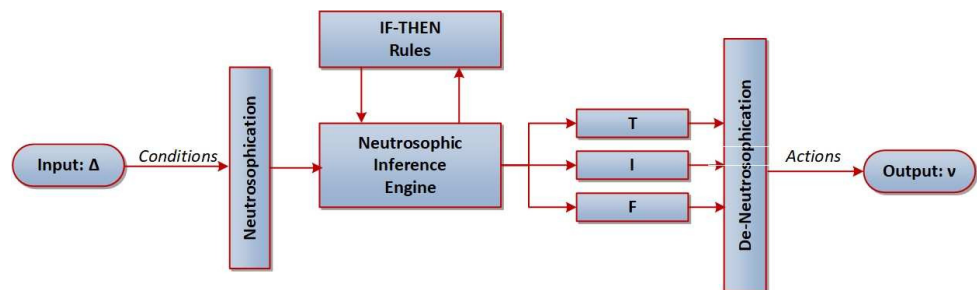 IF-THEN
Rules
Input: Δ
Conditions
Neutrosophication
Neutrosophic
Inference
Engine
T
I
F
De-Neutrosophication
Actions
Output: ν